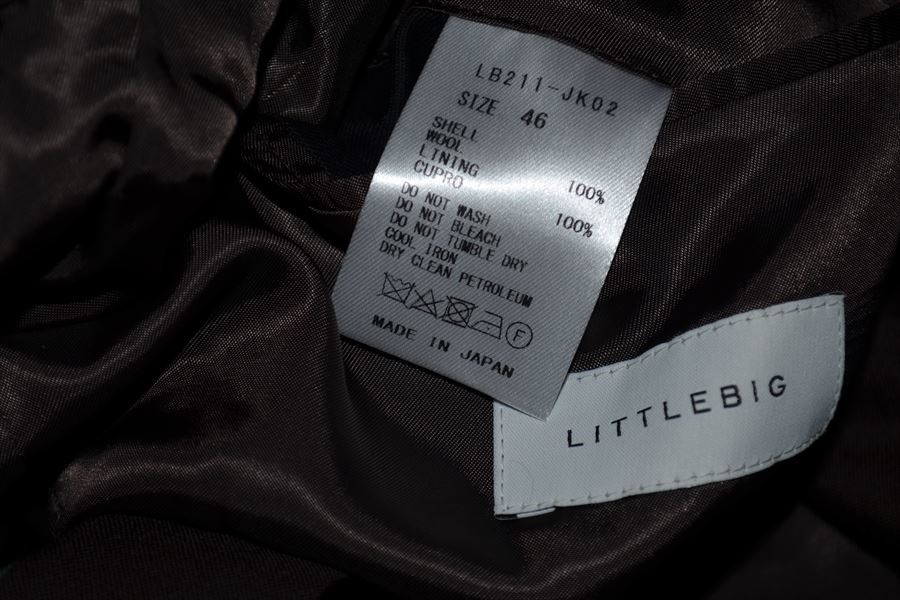 LB211-JK02
SIZE 46
SHELL
WOOL 100%
LINING
CUPRO 100%
DO NOT WASH
DO NOT BLEACH
DO NOT TUMBLE DRY
COOL IRON
DRY CLEAN PETROLEUM
F
MADE IN JAPAN
LITTLEBIG